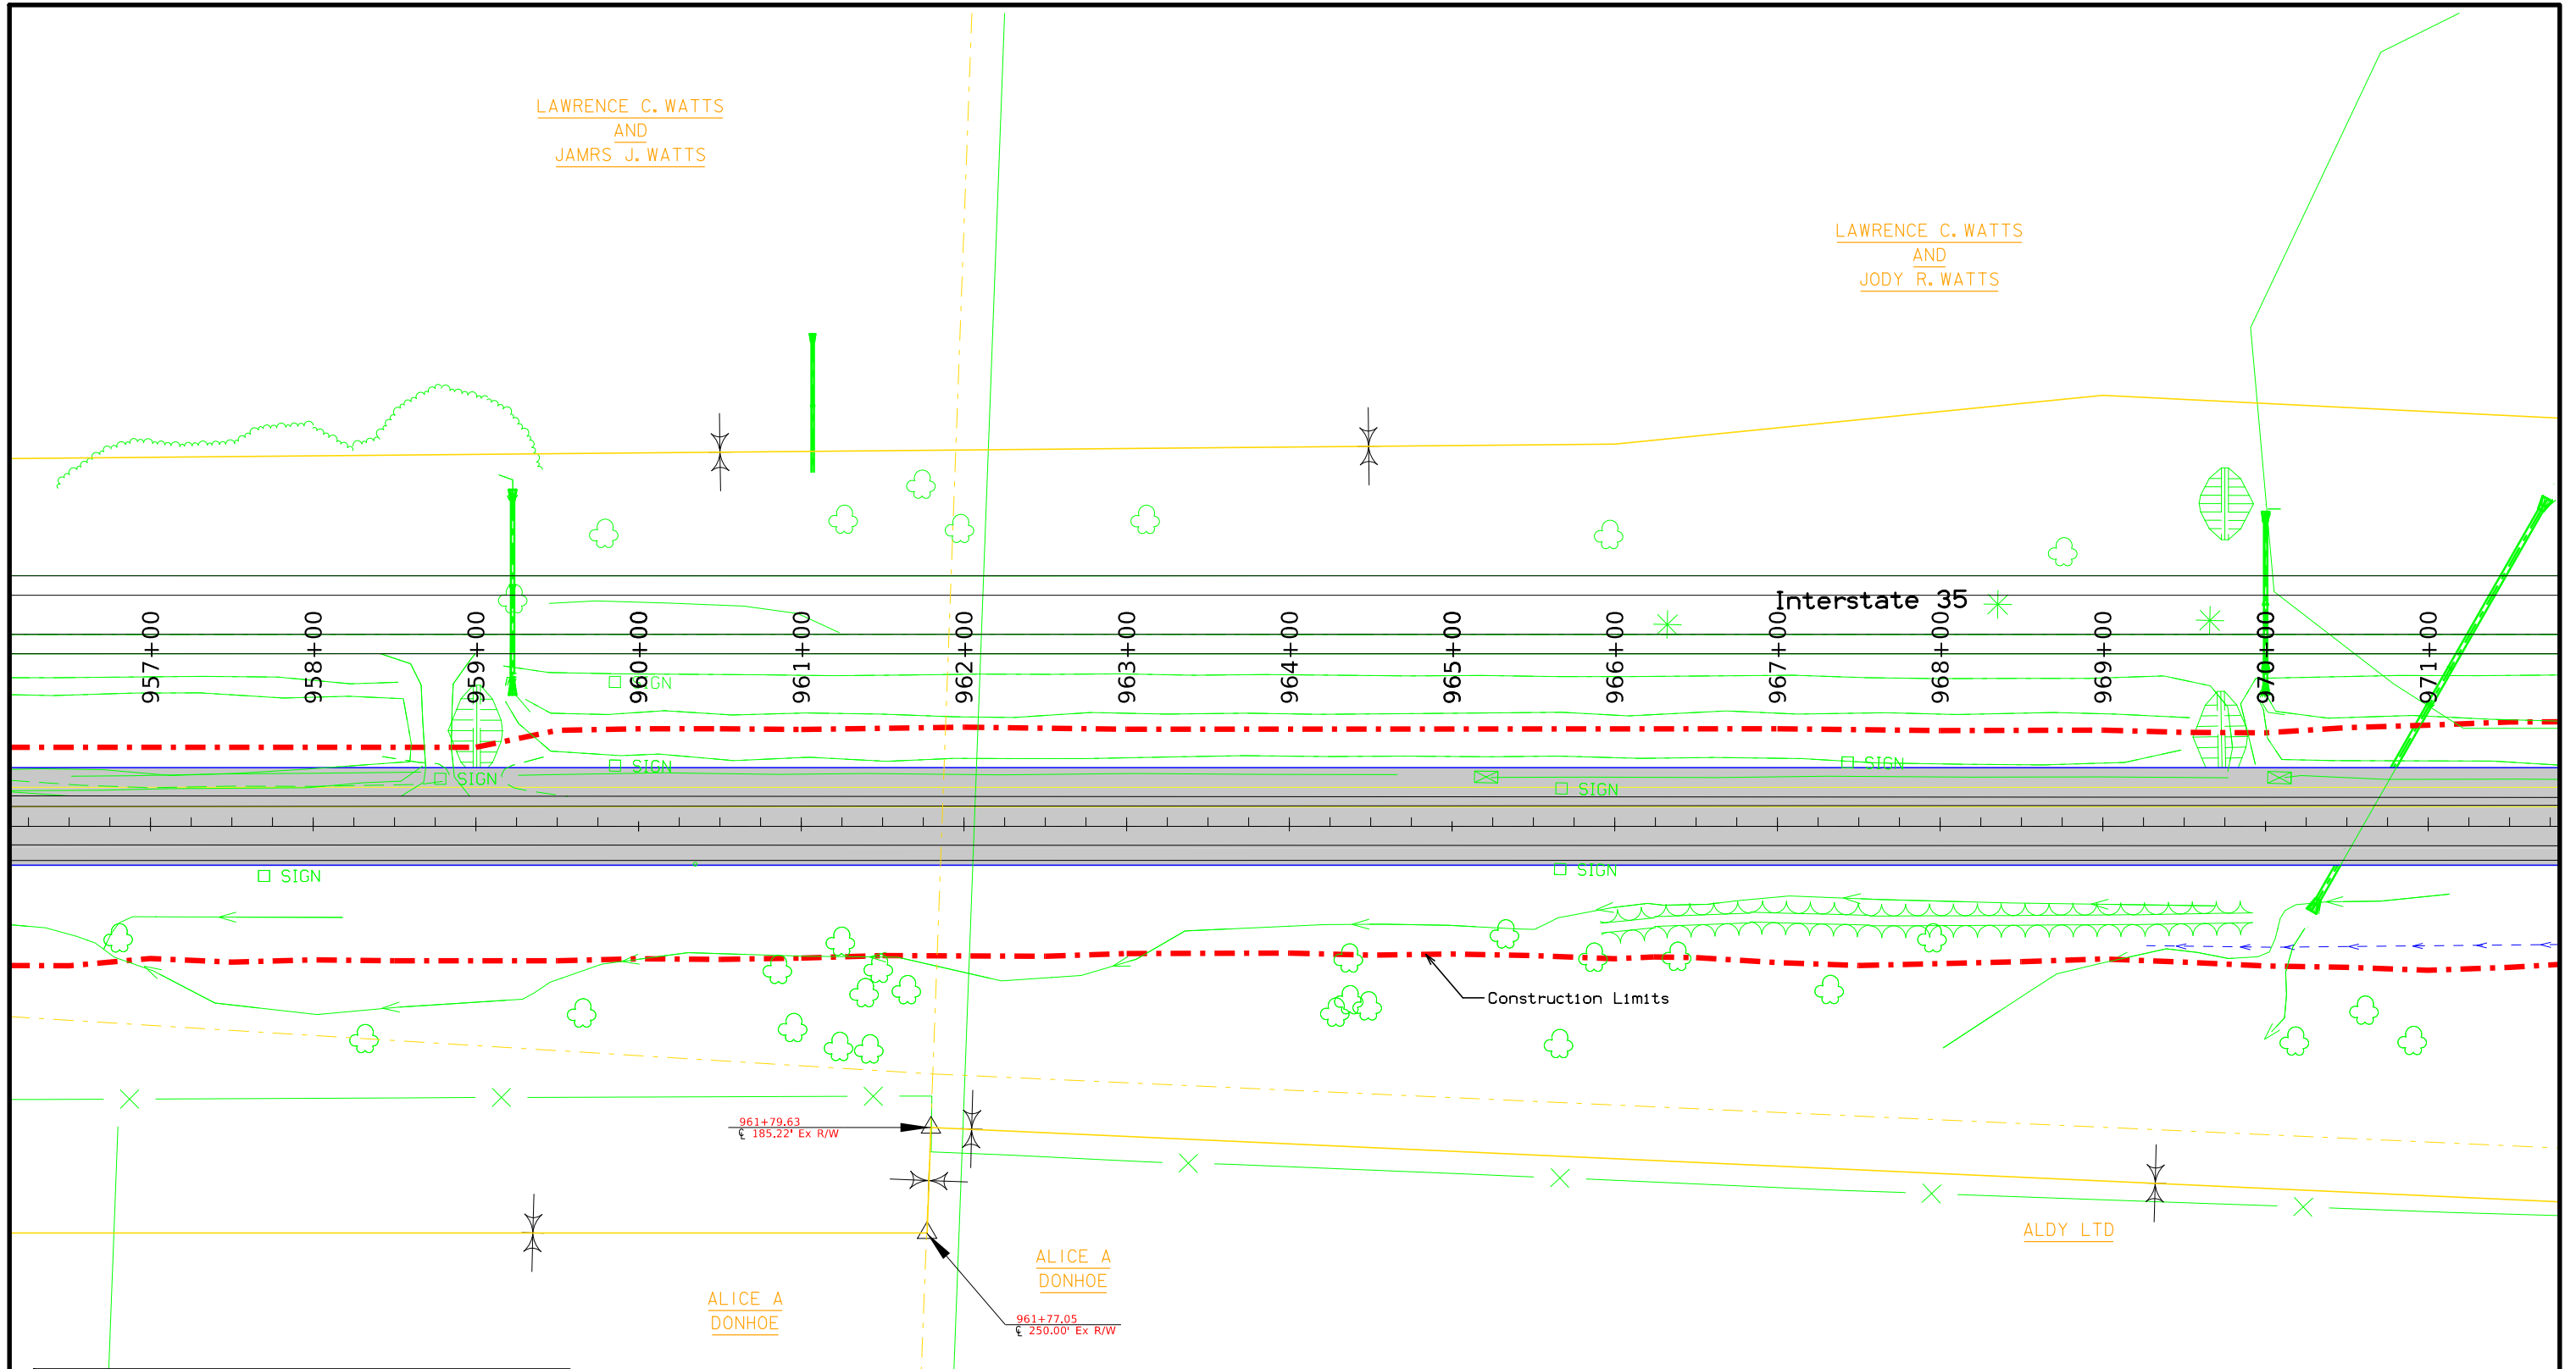 LAWRENCE C. WATTS
AND
JAMRS J. WATTS
LAWRENCE C. WATTS
AND
JODY R. WATTS
Interstate 35
957+00
958+00
959+00
960+00
961+00
962+00
963+00
964+00
965+00
966+00
967+00
968+00
969+00
970+00
971+00
SIGN
SIGN
SIGN
SIGN
SIGN
SIGN
SIGN
Construction Limits
961+79.63
℄ 185.22' Ex R/W
ALDY LTD
ALICE A
DONHOE
ALICE A
DONHOE
961+77.05
℄ 250.00' Ex R/W